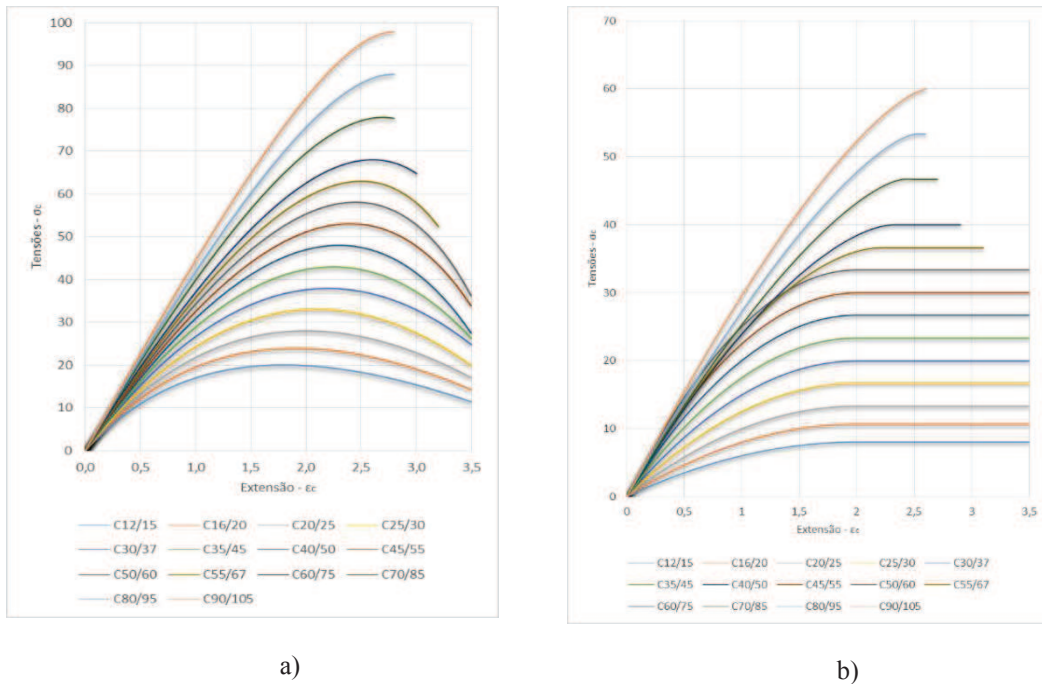 100
90
80
70
60
50
40
30
20
10
0
Tensões - σc
0,0 0,5 1,0 1,5 2,0 2,5 3,0 3,5
Extensão - εc
C12/15 C16/20 C20/25 C25/30
C30/37 C35/45 C40/50 C45/55
C50/60 C55/67 C60/75 C70/85
C80/95 C90/105
a)
70
60
50
40
30
20
10
0
Tensões - σc
0 0,5 1 1,5 2 2,5 3 3,5
Extensão - εc
C12/15 C16/20 C20/25 C25/30 C30/37
C35/45 C40/50 C45/55 C50/60 C55/67
C60/75 C70/85 C80/95 C90/105
b)